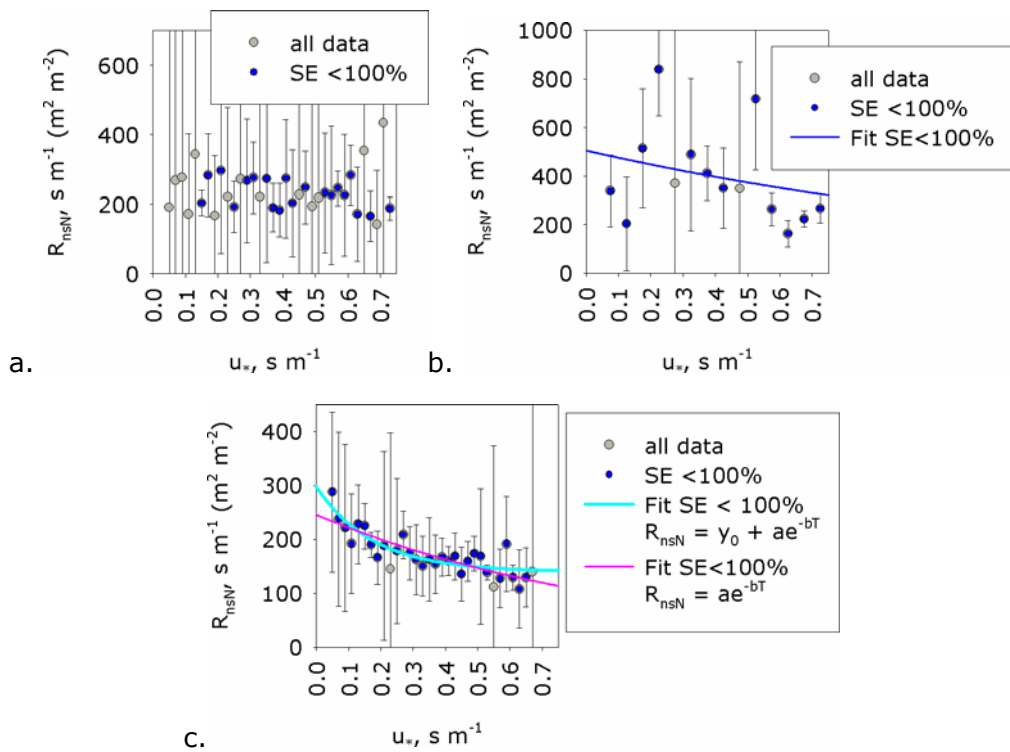 all data
SE <100%
600
400
200
0
R_nsN, s m⁻¹ (m² m⁻²)
0.0
0.1
0.2
0.3
0.4
0.5
0.6
0.7
u*, s m⁻¹
a.
all data
SE <100%
Fit SE<100%
1000
800
600
400
200
0
R_nsN, s m⁻¹ (m² m⁻²)
0.0
0.1
0.2
0.3
0.4
0.5
0.6
0.7
u*, s m⁻¹
b.
all data
SE <100%
Fit SE < 100%
R_nsN = y₀ + ae^-bT
Fit SE<100%
R_nsN = ae^-bT
400
300
200
100
0
R_nsN, s m⁻¹ (m² m⁻²)
0.0
0.1
0.2
0.3
0.4
0.5
0.6
0.7
u*, s m⁻¹
c.